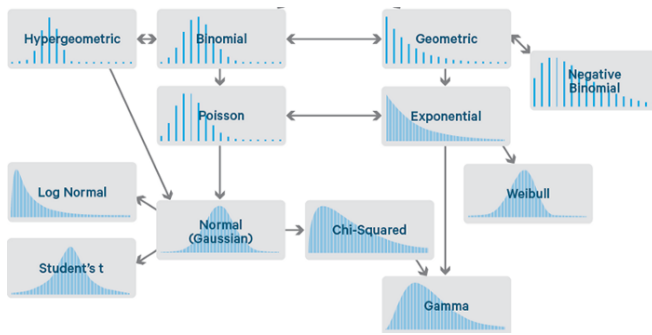 Hypergeometric
Binomial
Geometric
Negative
Binomial
Poisson
Exponential
Log Normal
Weibull
Normal
(Gaussian)
Chi-Squared
Student's t
Gamma